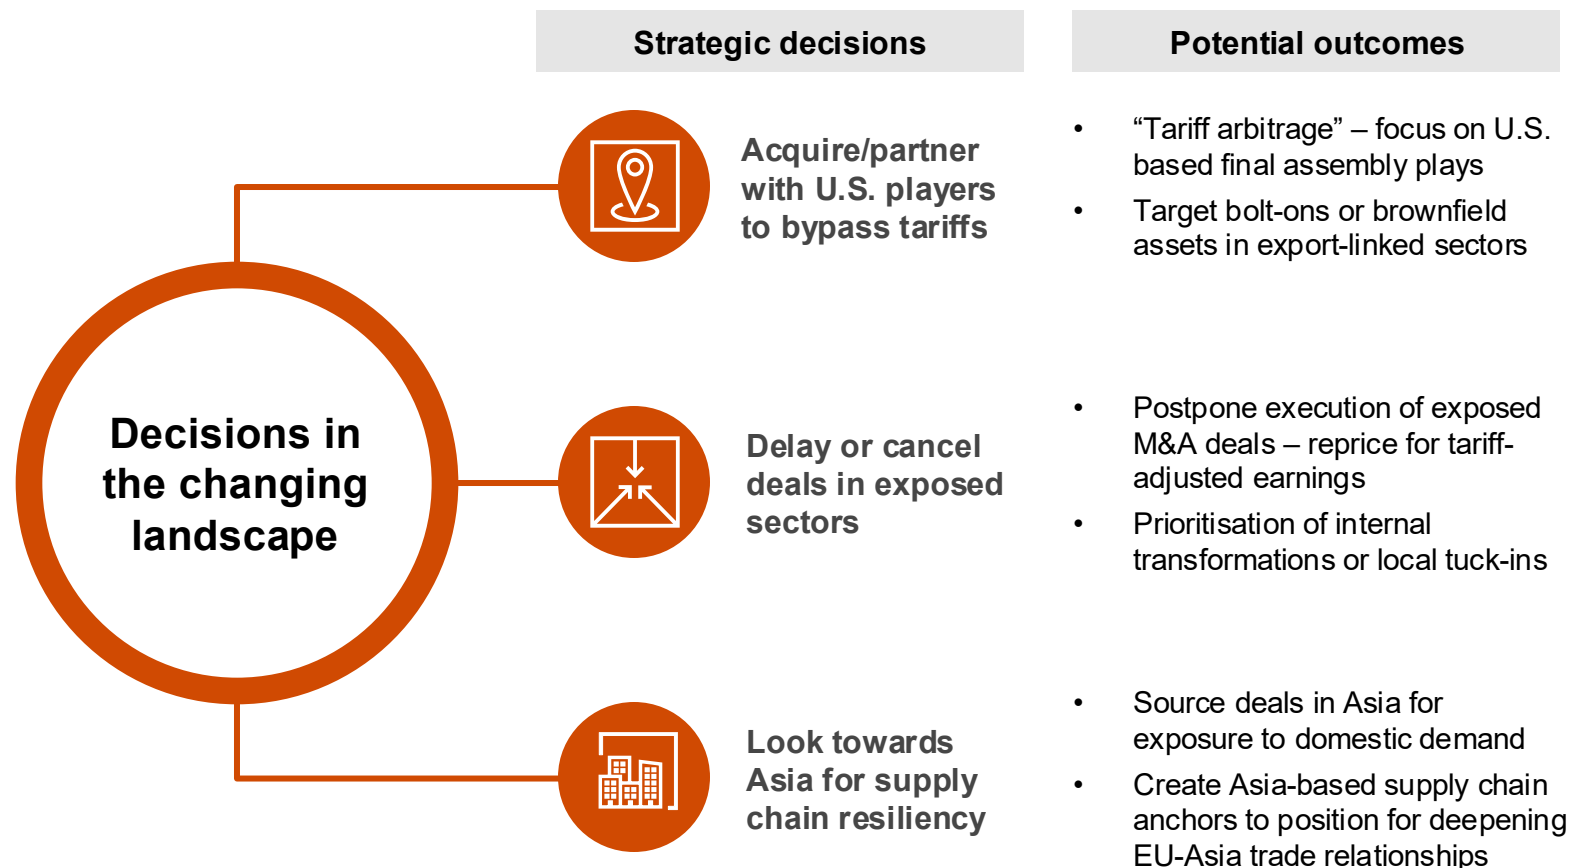 Strategic decisions
Potential outcomes
Decisions in
the changing
landscape
Acquire/partner
with U.S. players
to bypass tariffs
• “Tariff arbitrage” – focus on U.S.
based final assembly plays
• Target bolt-ons or brownfield
assets in export-linked sectors
Delay or cancel
deals in exposed
sectors
• Postpone execution of exposed
M&A deals – reprice for tariff-
adjusted earnings
• Prioritisation of internal
transformations or local tuck-ins
Look towards
Asia for supply
chain resiliency
• Source deals in Asia for
exposure to domestic demand
• Create Asia-based supply chain
anchors to position for deepening
EU-Asia trade relationships